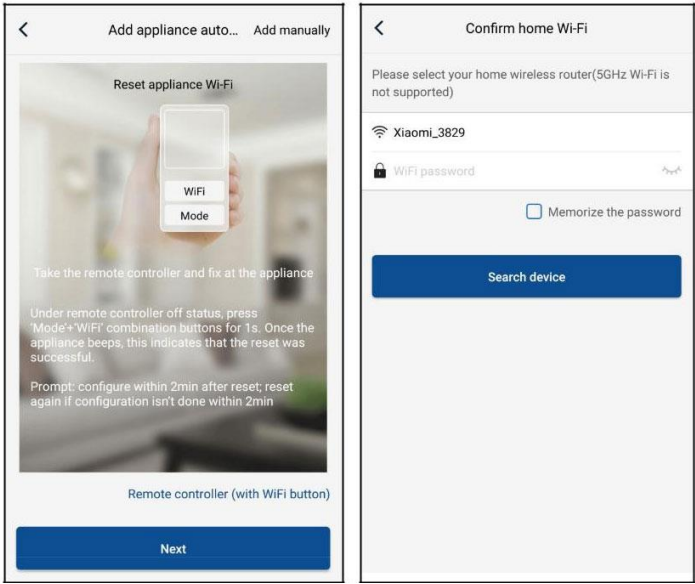 Add appliance auto... Add manually
Reset appliance Wi-Fi
WiFi
Mode
Take the remote controller and fix at the appliance
Under remote controller off status, press
'Mode'+'WiFi' combination buttons for 1s. Once the
appliance beeps, this indicates that the reset was
successful.
Prompt: configure within 2min after reset; reset
again if configuration isn't done within 2min
Remote controller (with WiFi button)
Next
Confirm home Wi-Fi
Please select your home wireless router(5GHz Wi-Fi is
not supported)
Xiaomi_3829
WiFi password
Memorize the password
Search device